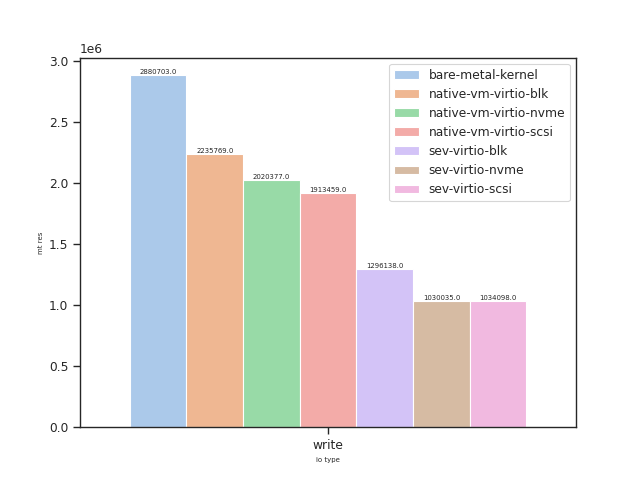 1e6
3.0
2.5
2.0
1.5
1.0
0.5
0.0
mt res
2880703.0
2235769.0
2020377.0
1913459.0
1296138.0
1030035.0
1034098.0
bare-metal-kernel
native-vm-virtio-blk
native-vm-virtio-nvme
native-vm-virtio-scsi
sev-virtio-blk
sev-virtio-nvme
sev-virtio-scsi
write
io type